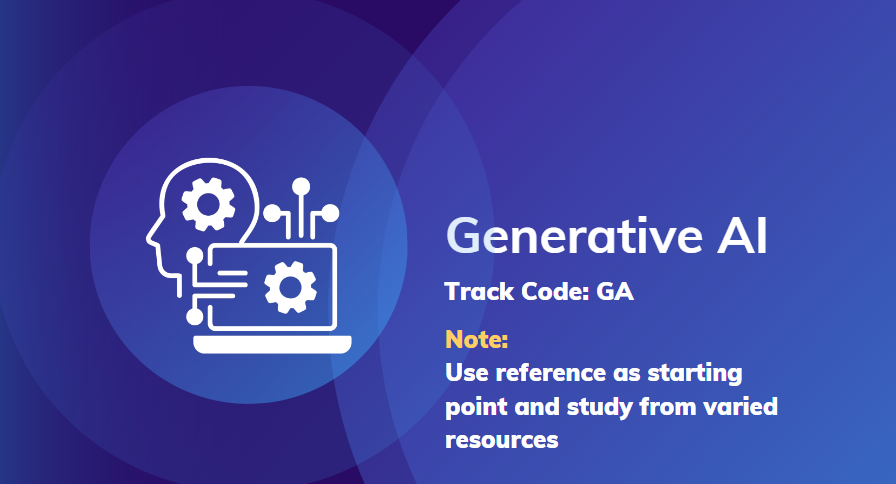 Generative AI
Track Code: GA
Note:
Use reference as starting
point and study from varied
resources